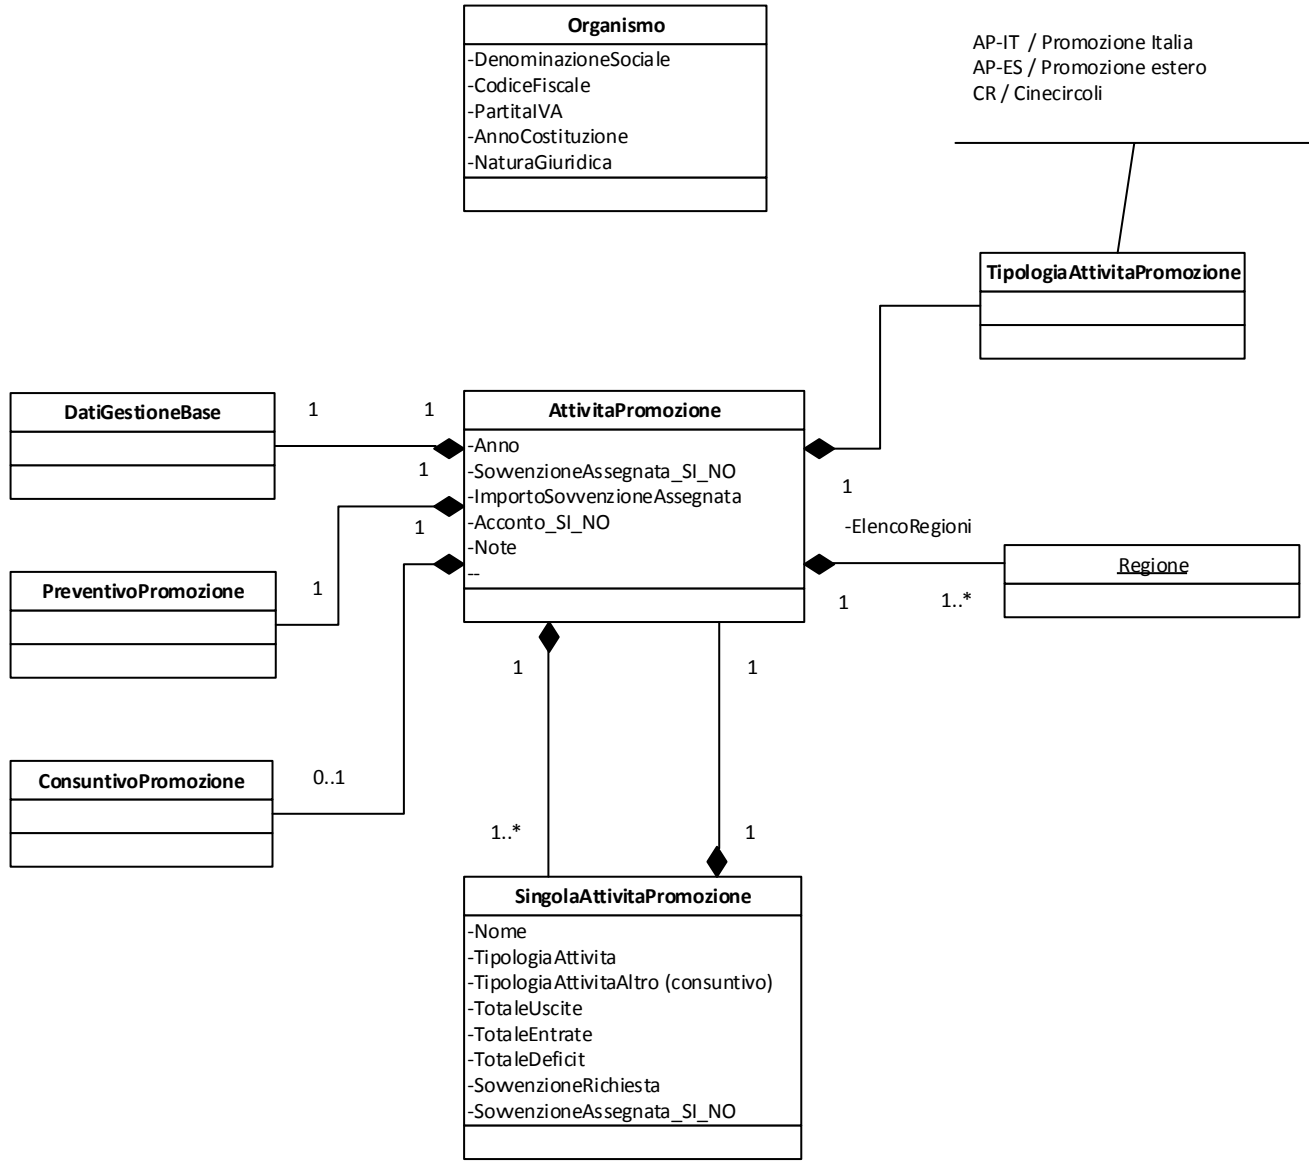 Organismo
-DenominazioneSociale
-CodiceFiscale
-PartitaIVA
-AnnoCostituzione
-NaturaGiuridica
AP-IT / Promozione Italia
AP-ES / Promozione estero
CR / Cinecircoli
TipologiaAttivitaPromozione
DatiGestioneBase
1
1
AttivitaPromozione
-Anno
-SovvenzioneAssegnata_SI_NO
-ImportoSovvenzioneAssegnata
-Acconto_SI_NO
-Note
--
1
1
1
-ElencoRegioni
Regione
1
1..*
PreventivoPromozione
1
1
1
ConsuntivoPromozione
0..1
1..*
1
SingolaAttivitaPromozione
-Nome
-TipologiaAttivita
-TipologiaAttivitaAltro (consuntivo)
-TotaleUscite
-TotaleEntrate
-TotaleDeficit
-SovvenzioneRichiesta
-SovvenzioneAssegnata_SI_NO